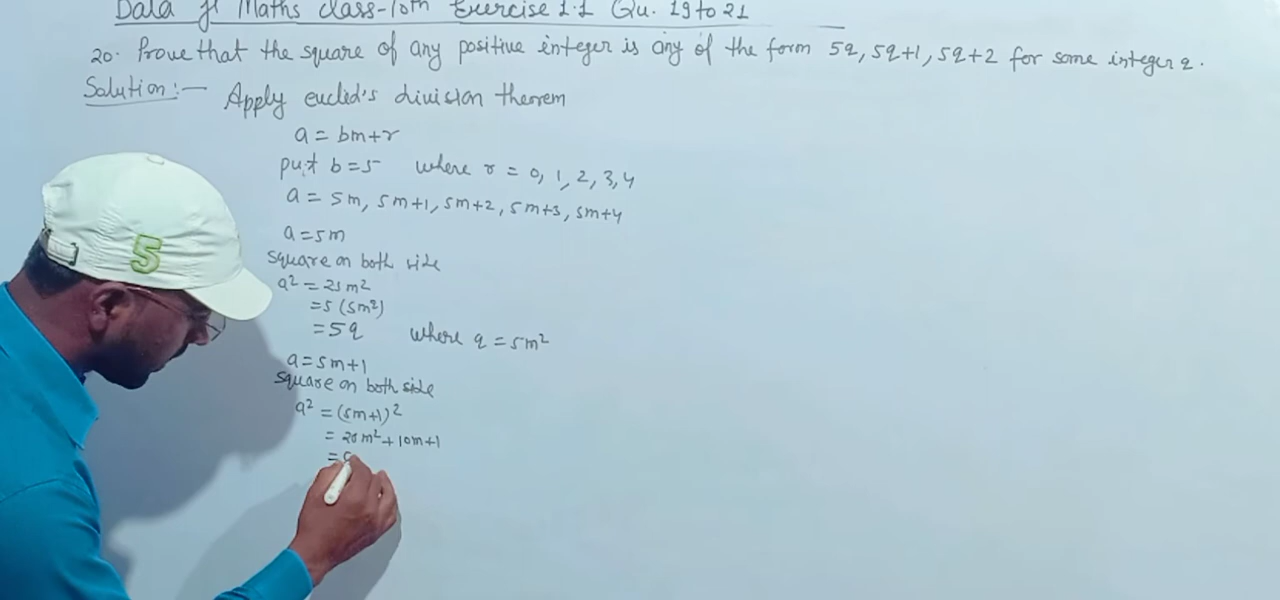 Data ji Maths class-10th Exercise 1.1 Qu. 19 to 21
20. Prove that the square of any positive integer is any of the form 5q, 5q+1, 5q+2 for some integer q.
Solution :- Apply eucled's division theorem
a = bm+r
put b = 5 where r = 0, 1, 2, 3, 4
a = 5m, 5m+1, 5m+2, 5m+3, 5m+4
a = 5m
square on both side
a² = 25m²
= 5 (5m²)
= 5q where q = 5m²
a = 5m+1
square on both side
a² = (5m+1)²
= 25m² + 10m+1
=
5